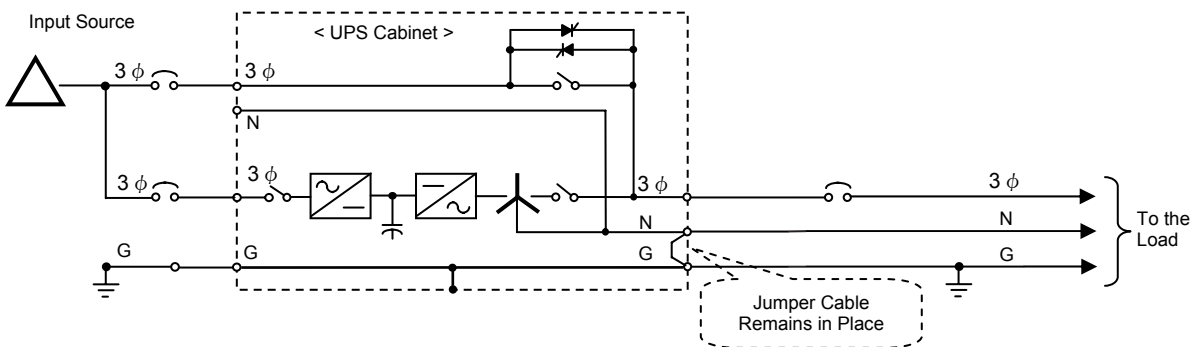 Input Source
< UPS Cabinet >
3 ϕ
3 ϕ
N
3 ϕ
3 ϕ
3 ϕ
3 ϕ
N
N
G
G
G
G
To the
Load
Jumper Cable
Remains in Place